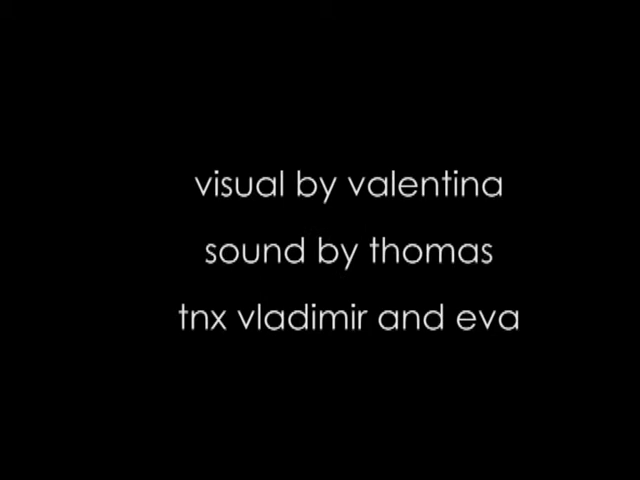 visual by valentina
sound by thomas
tnx vladimir and eva